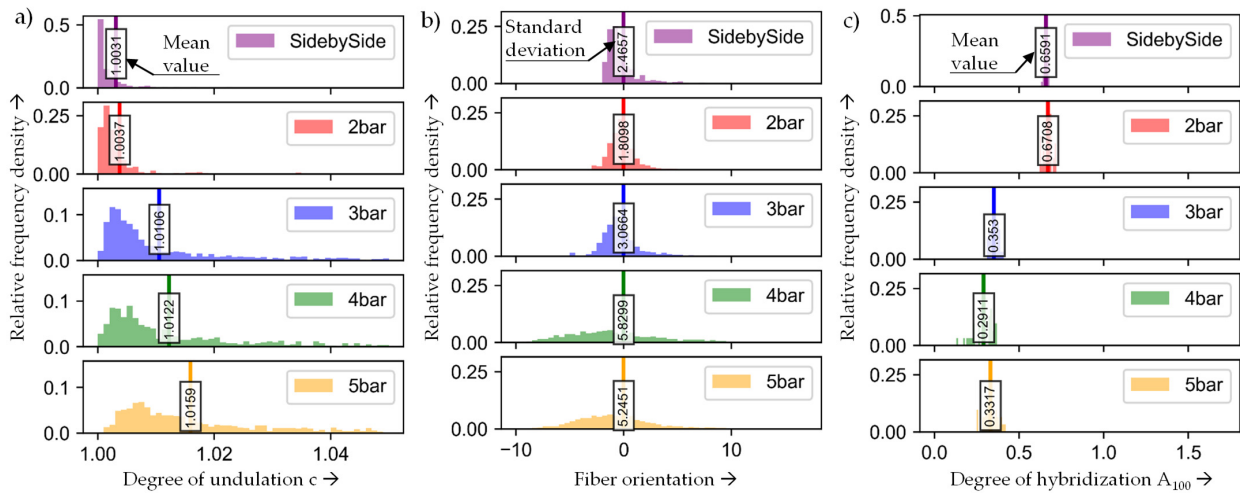 a)
Relative frequency density →
0.5
0.0
1.0031
Mean
value
SidebySide
0.25
0.00
1.0037
2bar
0.1
0.0
1.0106
3bar
0.1
0.0
1.0122
4bar
0.1
0.0
1.0159
5bar
1.00
1.02
1.04
Degree of undulation c →
b)
Relative frequency density →
Standard
deviation
0.25
0.00
2.4657
SidebySide
0.25
0.00
1.8098
2bar
0.25
0.00
3.0664
3bar
0.25
0.00
5.8299
4bar
0.25
0.00
5.2451
5bar
−10
0
10
Fiber orientation →
c)
Relative frequency density →
0.5
0.0
Mean
value
0.6591
SidebySide
0.25
0.00
0.6708
2bar
0.25
0.00
0.353
3bar
0.25
0.00
0.2911
4bar
0.25
0.00
0.3317
5bar
0.0
0.5
1.0
1.5
Degree of hybridization A₁₀₀ →